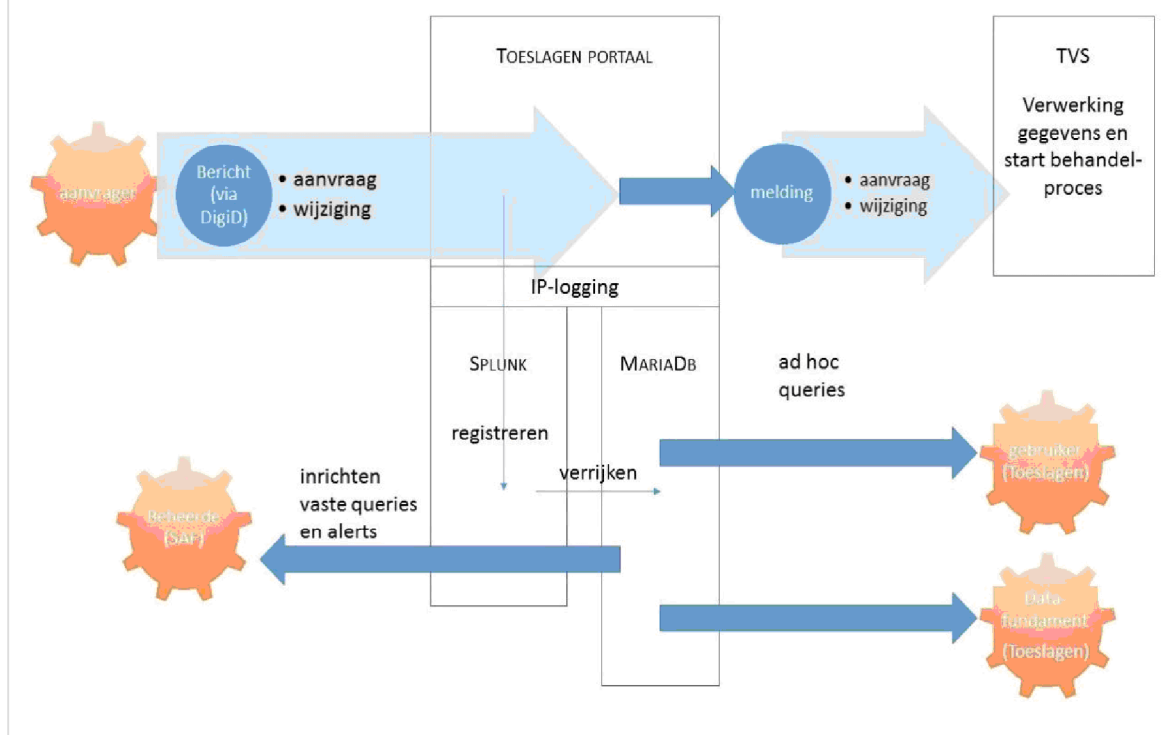 TOESLAGEN PORTAAL
TVS
Verwerking
gegevens en
start behandel-
proces
aanvrager
Bericht
(via
DigiD)
• aanvraag
• wijziging
melding
• aanvraag
• wijziging
IP-logging
SPLUNK
MARIADB
ad hoc
queries
registreren
verrijken
gebruiker
(Toeslagen)
inrichten
vaste queries
en alerts
Beheerde
(SAF)
Data-
fundament
(Toeslagen)